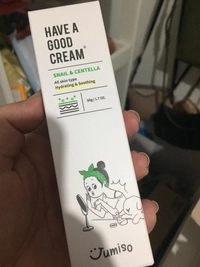 HAVE A
GOOD
CREAM
SNAIL & CENTELLA
All skin type
Hydrating & Soothing
50g / 1.7 OZ.
Jumiso